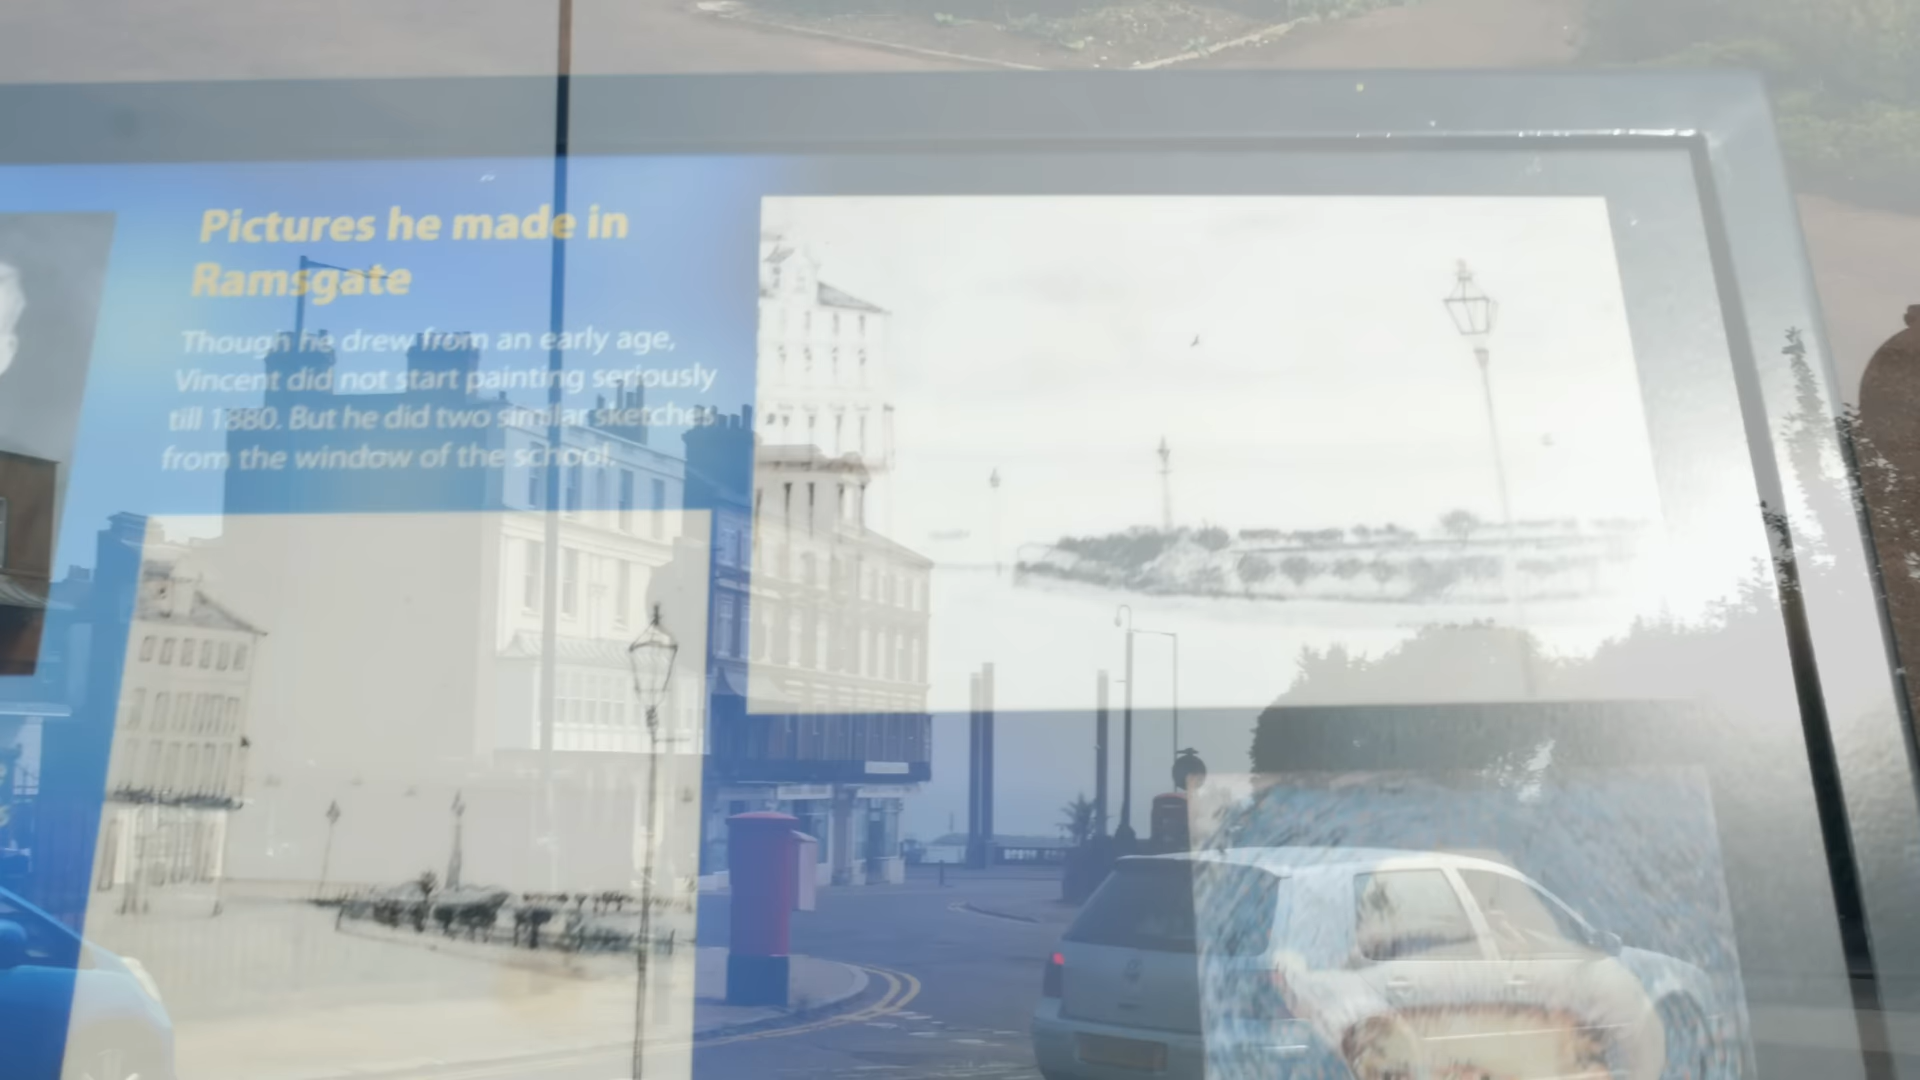 Pictures he made in
Ramsgate
Though he drew from an early age,
Vincent did not start painting seriously
till 1880. But he did two similar sketches
from the window of the school.